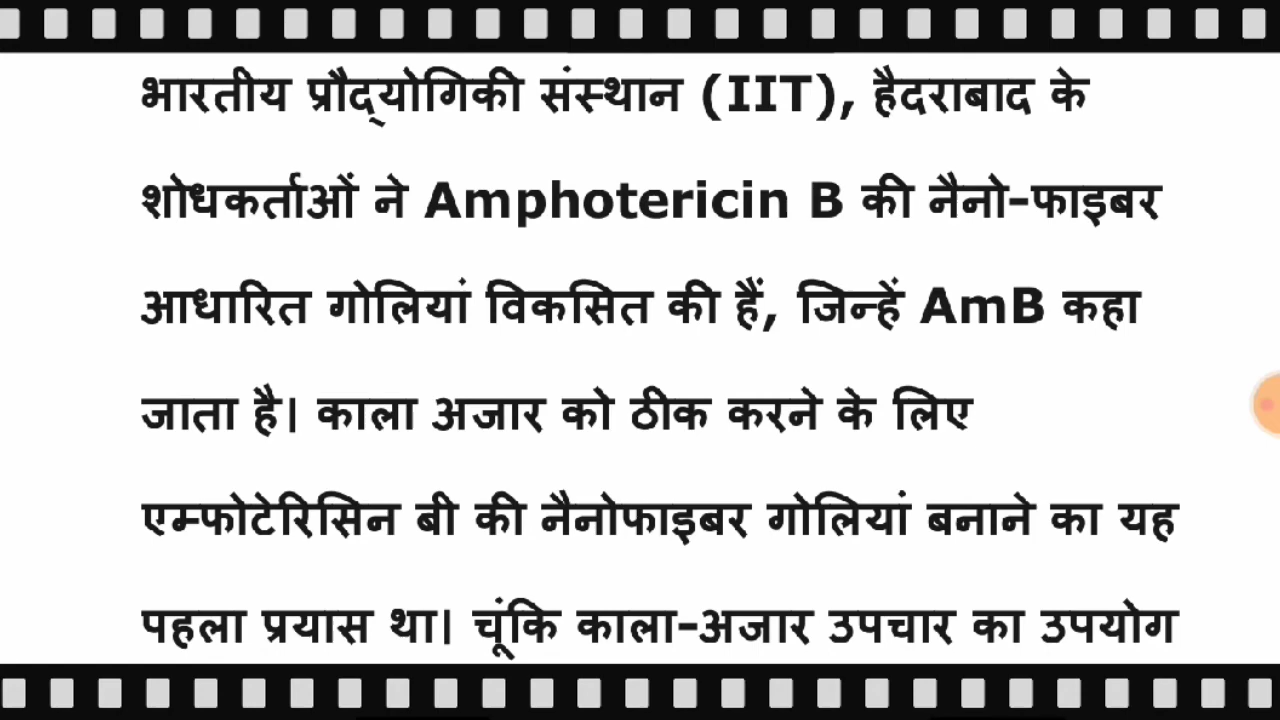 भारतीय प्रौद्योगिकी संस्थान (IIT), हैदराबाद के
शोधकर्ताओं ने Amphotericin B की नैनो-फाइबर
आधारित गोलियां विकसित की हैं, जिन्हें AmB कहा
जाता है। काला अजार को ठीक करने के लिए
एम्फोटेरिसिन बी की नैनोफाइबर गोलियां बनाने का यह
पहला प्रयास था। चूंकि काला-अजार उपचार का उपयोग